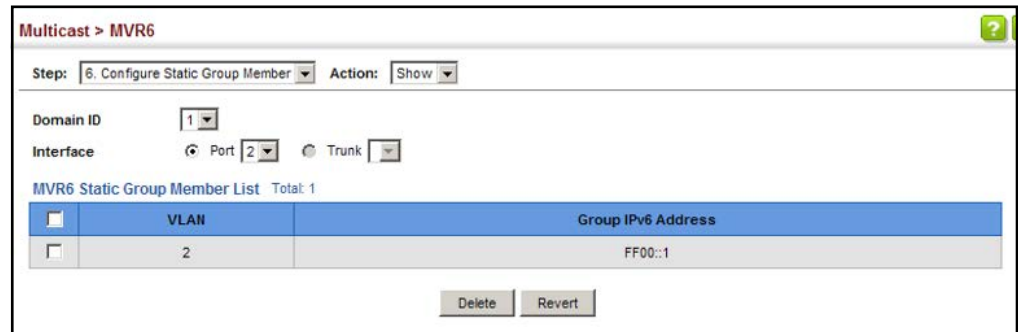 Multicast > MVR6
?
Step: 6. Configure Static Group Member Action: Show
Domain ID 1
Interface Port 2 Trunk
MVR6 Static Group Member List Total: 1
VLAN Group IPv6 Address
2 FF00::1
Delete Revert